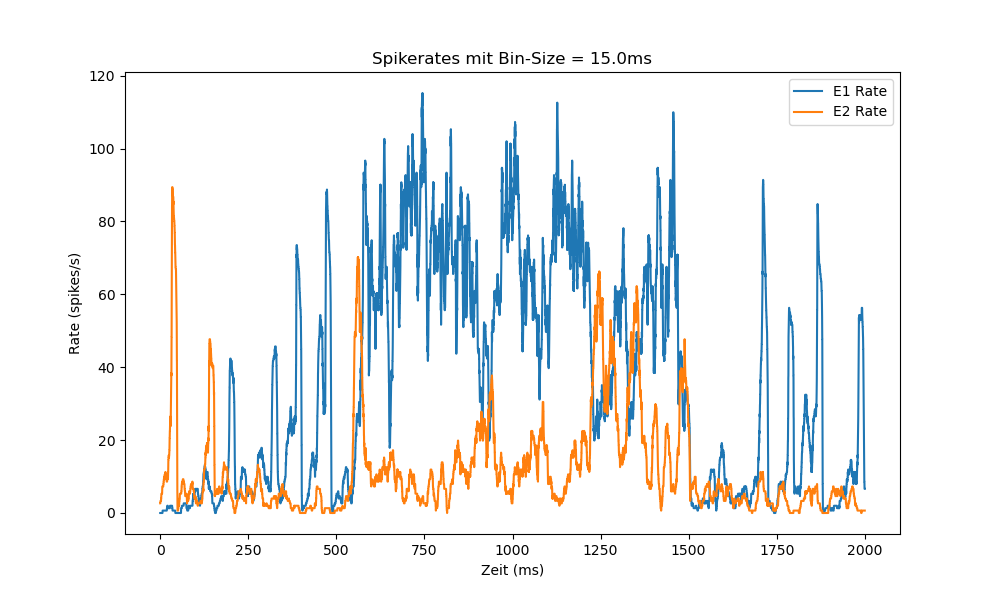 Spikerates mit Bin-Size = 15.0ms
E1 Rate
E2 Rate
Rate (spikes/s)
120
100
80
60
40
20
0
0 250 500 750 1000 1250 1500 1750 2000
Zeit (ms)